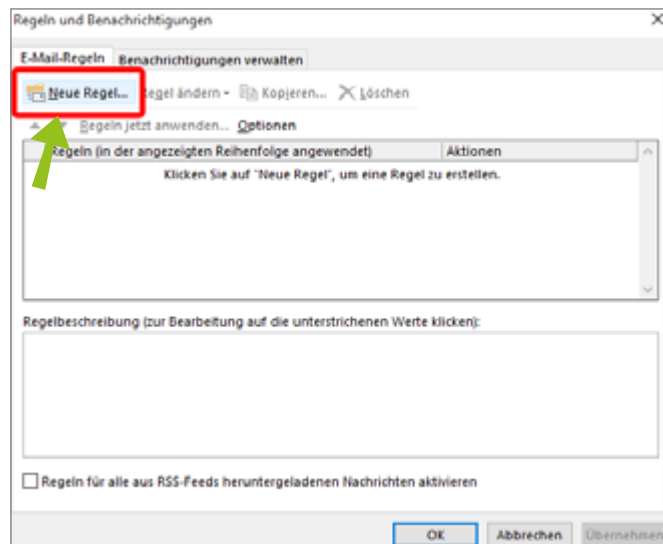 Regeln und Benachrichtigungen
E-Mail-Regeln Benachrichtigungen verwalten
Neue Regel... Regel ändern Kopieren... Löschen
Regeln jetzt anwenden... Optionen
Regeln (in der angezeigten Reihenfolge angewendet) Aktionen
Klicken Sie auf "Neue Regel", um eine Regel zu erstellen.
Regelbeschreibung (zur Bearbeitung auf die unterstrichenen Werte klicken):
Regeln für alle aus RSS-Feeds heruntergeladenen Nachrichten aktivieren
OK Abbrechen Übernehmen